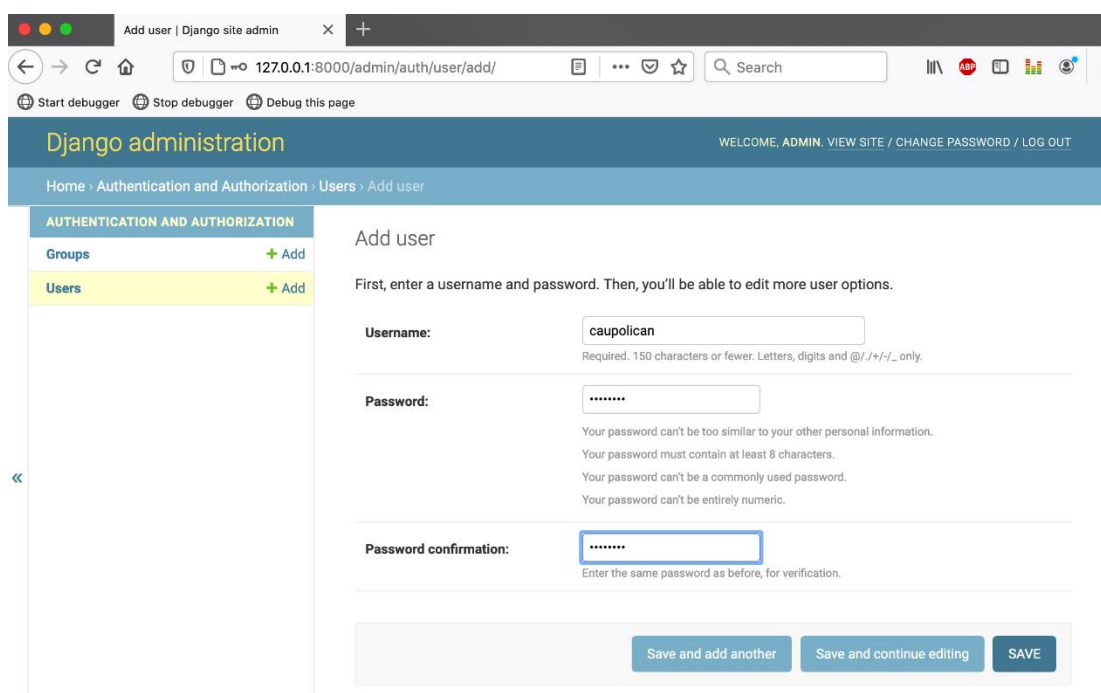 Add user | Django site admin
127.0.0.1:8000/admin/auth/user/add/
Search
ABP
Start debugger Stop debugger Debug this page
Django administration
WELCOME, ADMIN. VIEW SITE / CHANGE PASSWORD / LOG OUT
Home › Authentication and Authorization › Users › Add user
AUTHENTICATION AND AUTHORIZATION
Groups + Add
Users + Add
Add user
First, enter a username and password. Then, you’ll be able to edit more user options.
Username: caupolican
Required. 150 characters or fewer. Letters, digits and @/./+/-/_ only.
Password: ••••••••
Your password can’t be too similar to your other personal information.
Your password must contain at least 8 characters.
Your password can’t be a commonly used password.
Your password can’t be entirely numeric.
Password confirmation: ••••••••
Enter the same password as before, for verification.
Save and add another Save and continue editing SAVE